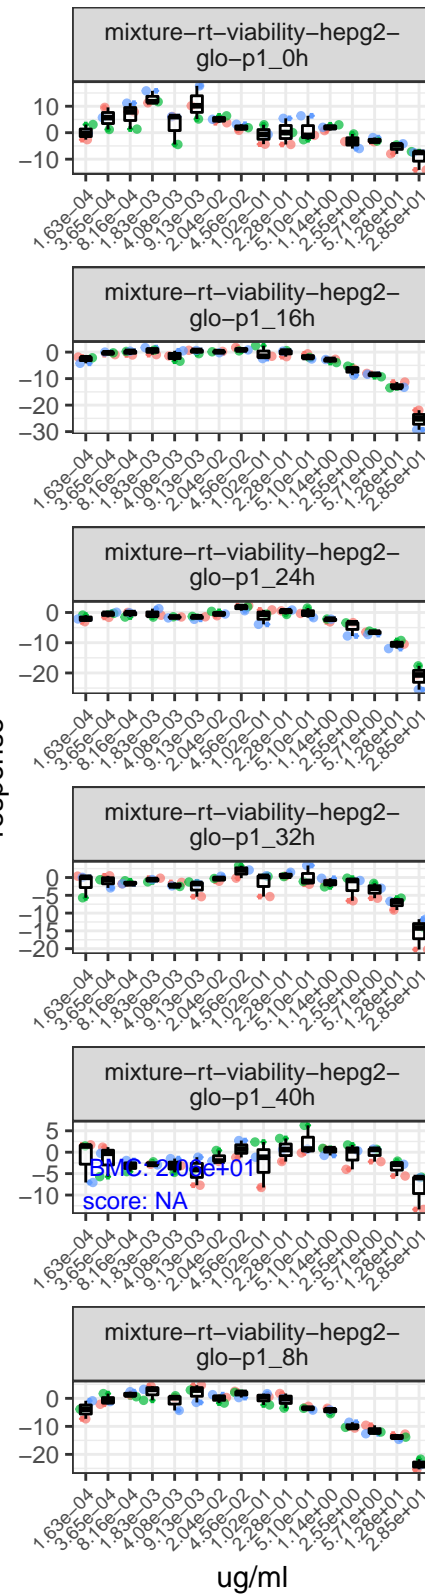 mixture−rt−viability−hepg2−
glo−p1_0h
10
0
−10
1.63e−04
3.65e−04
8.16e−04
1.83e−03
4.08e−03
9.13e−03
2.04e−02
4.56e−02
1.02e−01
2.28e−01
5.10e−01
1.14e+00
2.55e+00
5.71e+00
1.28e+01
2.85e+01
mixture−rt−viability−hepg2−
glo−p1_16h
0
−10
−20
−30
1.63e−04
3.65e−04
8.16e−04
1.83e−03
4.08e−03
9.13e−03
2.04e−02
4.56e−02
1.02e−01
2.28e−01
5.10e−01
1.14e+00
2.55e+00
5.71e+00
1.28e+01
2.85e+01
mixture−rt−viability−hepg2−
glo−p1_24h
0
−10
−20
1.63e−04
3.65e−04
8.16e−04
1.83e−03
4.08e−03
9.13e−03
2.04e−02
4.56e−02
1.02e−01
2.28e−01
5.10e−01
1.14e+00
2.55e+00
5.71e+00
1.28e+01
2.85e+01
mixture−rt−viability−hepg2−
glo−p1_32h
0
−5
−10
−15
−20
1.63e−04
3.65e−04
8.16e−04
1.83e−03
4.08e−03
9.13e−03
2.04e−02
4.56e−02
1.02e−01
2.28e−01
5.10e−01
1.14e+00
2.55e+00
5.71e+00
1.28e+01
2.85e+01
mixture−rt−viability−hepg2−
glo−p1_40h
5
0
−5
−10
BMC: 2.06e+01
score: NA
1.63e−04
3.65e−04
8.16e−04
1.83e−03
4.08e−03
9.13e−03
2.04e−02
4.56e−02
1.02e−01
2.28e−01
5.10e−01
1.14e+00
2.55e+00
5.71e+00
1.28e+01
2.85e+01
mixture−rt−viability−hepg2−
glo−p1_8h
0
−10
−20
1.63e−04
3.65e−04
8.16e−04
1.83e−03
4.08e−03
9.13e−03
2.04e−02
4.56e−02
1.02e−01
2.28e−01
5.10e−01
1.14e+00
2.55e+00
5.71e+00
1.28e+01
2.85e+01
ug/ml